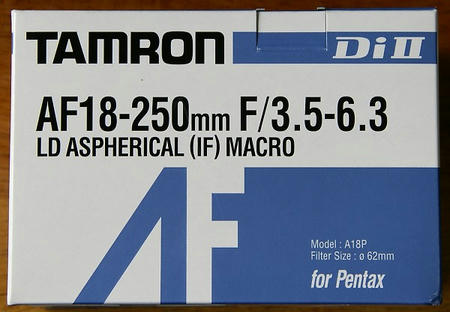 TAMRON Di II
AF18-250mm F/3.5-6.3
LD ASPHERICAL (IF) MACRO
AF
Model : A18P
Filter Size : ø 62mm
for Pentax